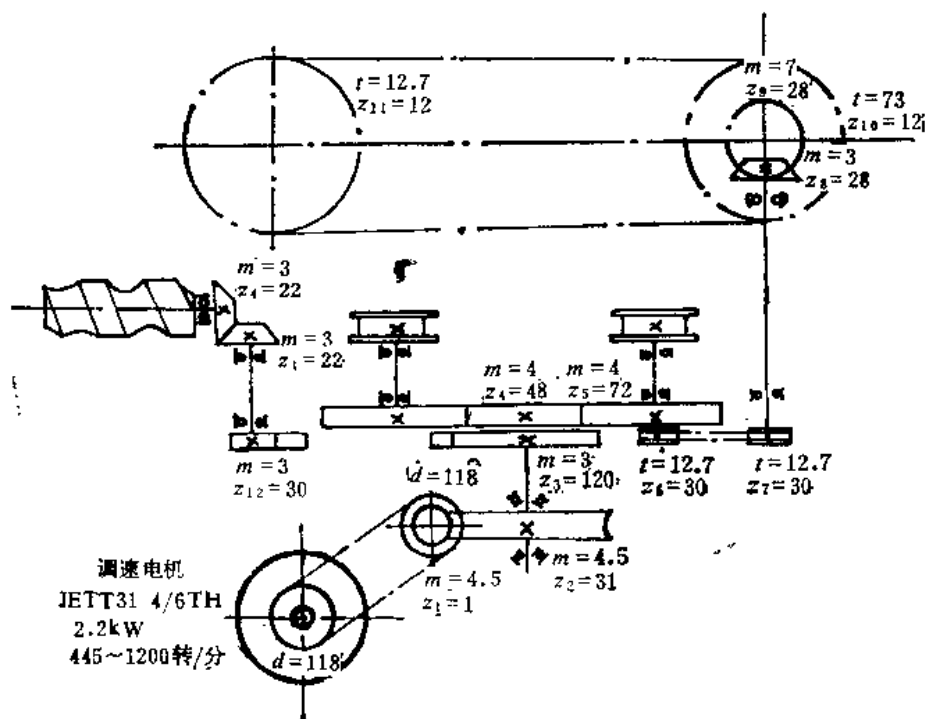 t=12.7
z₁₁=12
m=7
z₉=28
t=73
z₁₀=12
m=3
z₈=28
m=3
z₄=22
m=3
z₁=22
m=4
z₄=48
m=4
z₅=72
m=3
z₁₂=30
d=118
m=3
z₃=120
t=12.7
z₆=30
t=12.7
z₇=30
m=4.5
z₁=1
m=4.5
z₂=31
调速电机
JETT31 4/6TH
2.2kW
445~1200转/分
d=118